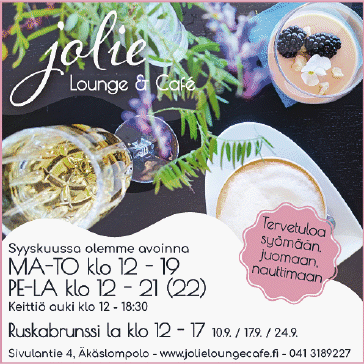 jolie
Lounge & Café
Tervetuloa
syömään,
juomaan,
nauttimaan
Syyskuussa olemme avoinna
MA-TO klo 12 - 19
PE-LA klo 12 - 21 (22)
Keittiö auki klo 12 - 18:30
Ruskabrunssi la klo 12 - 17 10.9. / 17.9. / 24.9.
Sivulantie 4, Äkäslompolo - www.jolieloungecafe.fi - 041 3189227